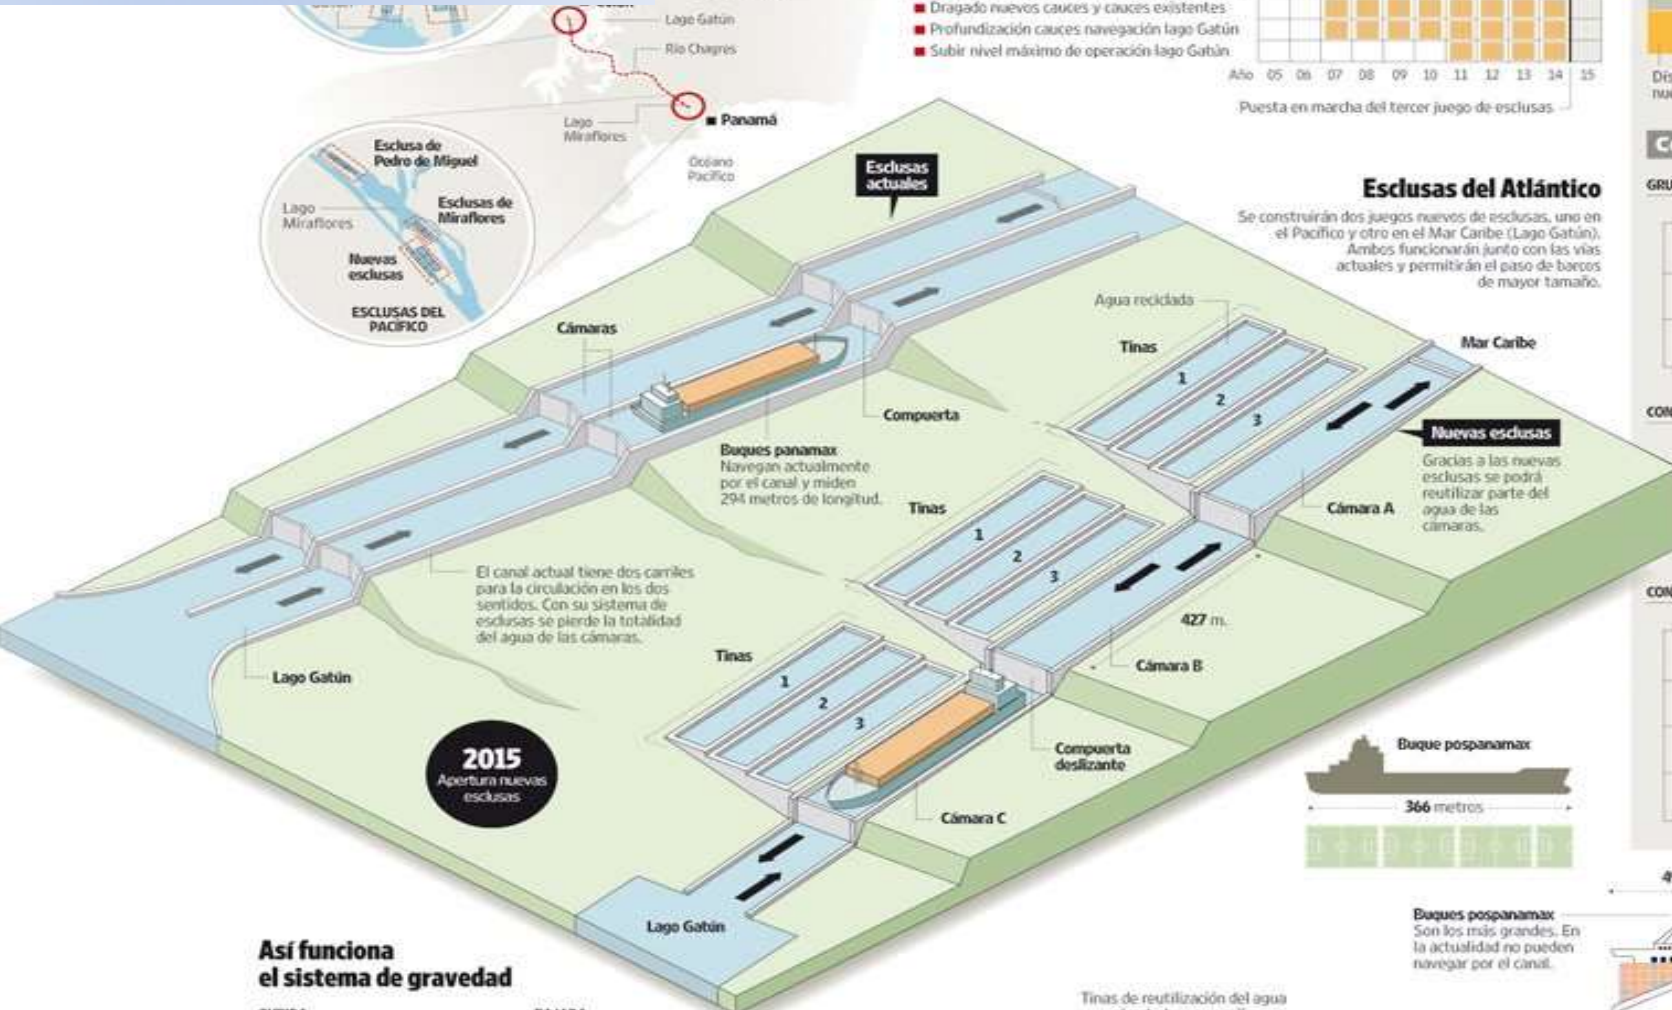 Lago Gatún
Río Chagres
Lago
Miraflores
Panamá
Océano
Pacífico
Esclusa de
Pedro de Miguel
Lago
Miraflores
Esclusas de
Miraflores
Nuevas
esclusas
ESCLUSAS DEL
PACÍFICO
Dragado nuevos cauces y cauces existentes
Profundización cauces navegación lago Gatún
Subir nivel máximo de operación lago Gatún
Año 05 06 07 08 09 10 11 12 13 14 15
Puesta en marcha del tercer juego de esclusas
Esclusas
actuales
Esclusas del Atlántico
Se construirán dos juegos nuevos de esclusas, uno en
el Pacífico y otro en el Mar Caribe (Lago Gatún).
Ambos funcionarán junto con las vías
actuales y permitirán el paso de barcos
de mayor tamaño.
Cámaras
Agua reciclada
Tinas
1
2
3
Mar Caribe
Compuerta
Buques panamax
Navegan actualmente
por el canal y miden
294 metros de longitud.
Nuevas esclusas
Gracias a las nuevas
esclusas se podrá
reutilizar parte del
agua de las
cámaras.
Cámara A
Tinas
1
2
3
El canal actual tiene dos carriles
para la circulación en los dos
sentidos. Con su sistema de
esclusas se pierde la totalidad
del agua de las cámaras.
427 m.
Cámara B
Lago Gatún
Tinas
1
2
3
2015
Apertura nuevas
esclusas
Compuerta
deslizante
Cámara C
Buque pospanamax
366 metros
Lago Gatún
Buques pospanamax
Son los más grandes. En
la actualidad no pueden
navegar por el canal.
Así funciona
el sistema de gravedad
Tinas de reutilización del agua